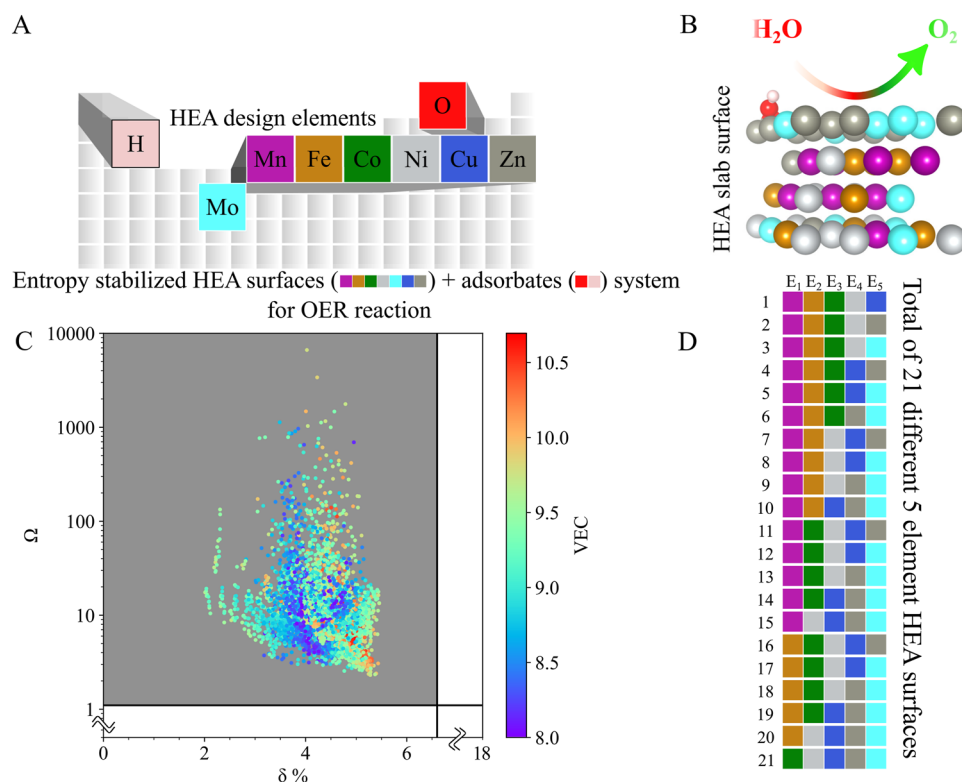 A
HEA design elements
H
O
Mn Fe Co Ni Cu Zn
Mo
Entropy stabilized HEA surfaces ( ) + adsorbates ( ) system
for OER reaction
B
H₂O
O₂
HEA slab surface
C
10000
1000
100
10
1
Ω
0 2 4 6 18
δ %
10.5
10.0
9.5
9.0
8.5
8.0
VEC
D
E₁ E₂ E₃ E₄ E₅
1
2
3
4
5
6
7
8
9
10
11
12
13
14
15
16
17
18
19
20
21
Total of 21 different 5 element HEA surfaces